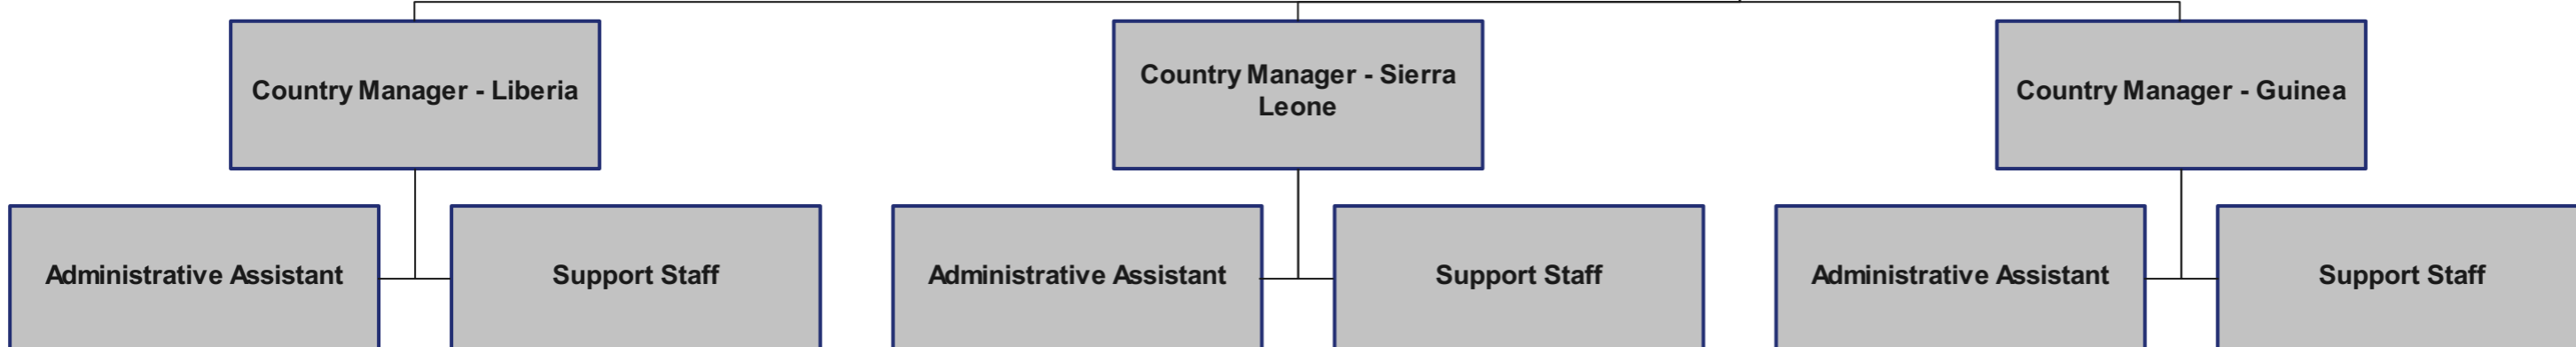 Country Manager - Liberia
Country Manager - Sierra
Leone
Country Manager - Guinea
Administrative Assistant
Support Staff
Administrative Assistant
Support Staff
Administrative Assistant
Support Staff